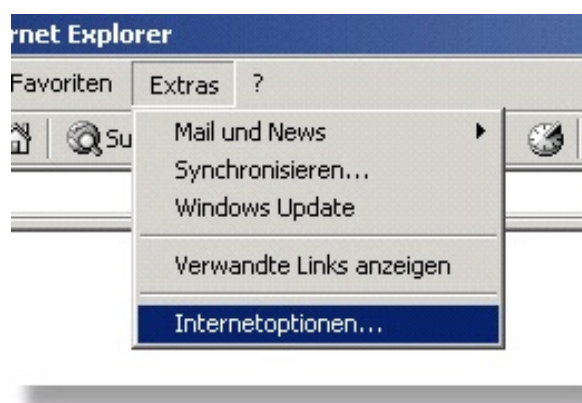 rnet Explorer
Favoriten Extras ?
Su
Mail und News
Synchronisieren...
Windows Update
Verwandte Links anzeigen
Internetoptionen...